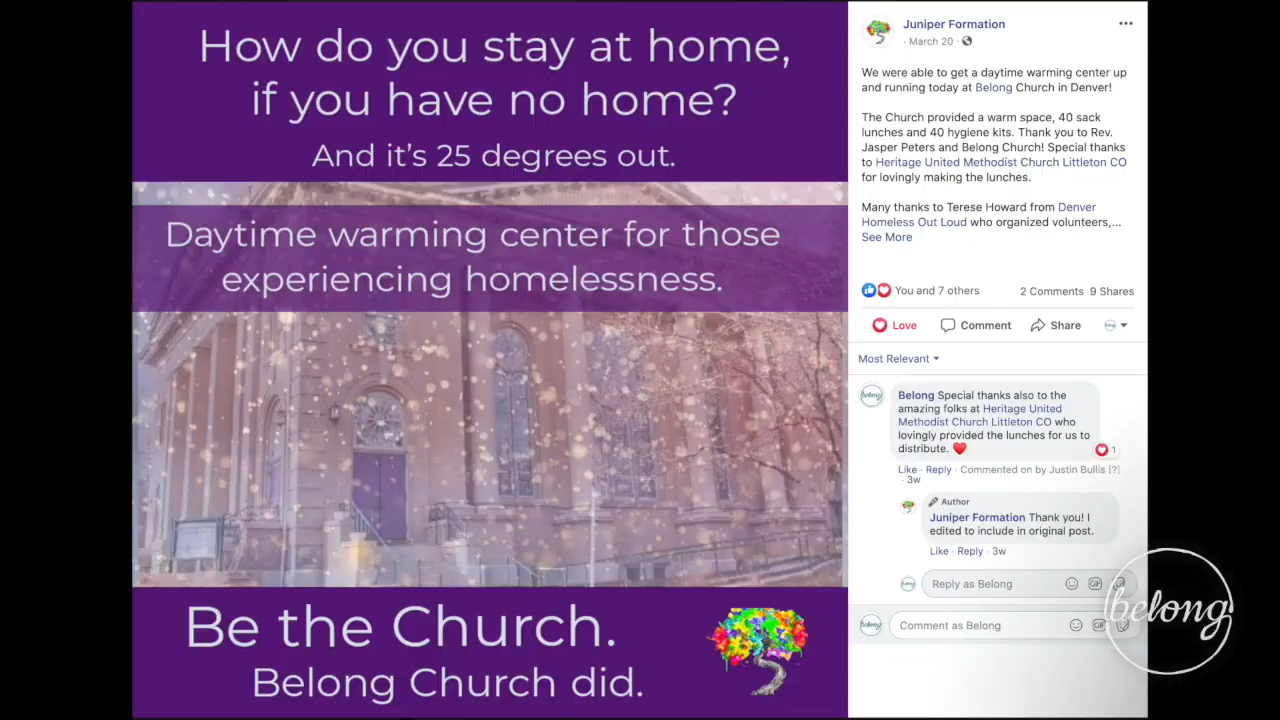 How do you stay at home,
if you have no home?
And it's 25 degrees out.
Daytime warming center for those
experiencing homelessness.
Be the Church.
Belong Church did.
Juniper Formation
· March 20 ·
We were able to get a daytime warming center up
and running today at Belong Church in Denver!
The Church provided a warm space, 40 sack
lunches and 40 hygiene kits. Thank you to Rev.
Jasper Peters and Belong Church! Special thanks
to Heritage United Methodist Church Littleton CO
for lovingly making the lunches.
Many thanks to Terese Howard from Denver
Homeless Out Loud who organized volunteers,...
See More
You and 7 others 2 Comments 9 Shares
Love Comment Share
Most Relevant
belong
Belong Special thanks also to the
amazing folks at Heritage United
Methodist Church Littleton CO who
lovingly provided the lunches for us to
distribute. ❤️
1
Like · Reply · Commented on by Justin Bullis [?]
· 3w
Author
Juniper Formation Thank you! I
edited to include in original post.
Like · Reply · 3w
Reply as Belong GIF
belong
Comment as Belong GIF
belong